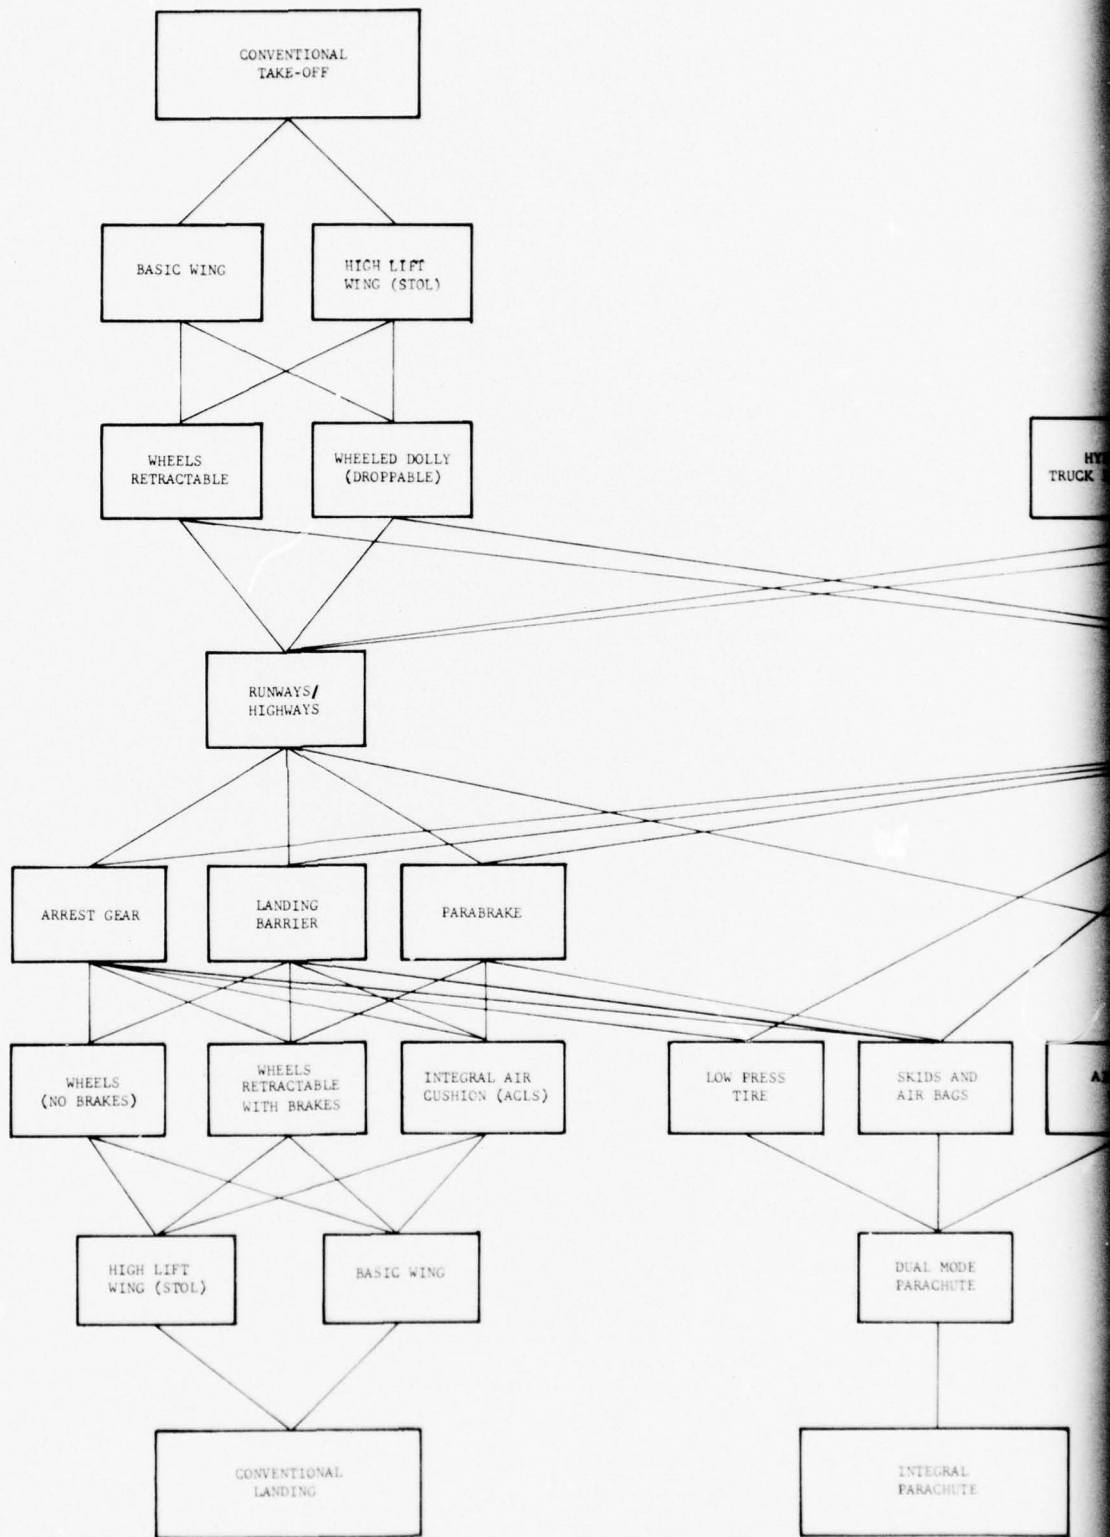 CONVENTIONAL
TAKE-OFF
BASIC WING
HIGH LIFT
WING (STOL)
WHEELS
RETRACTABLE
WHEELED DOLLY
(DROPPABLE)
TRUCK
RUNWAYS/
HIGHWAYS
ARREST GEAR
LANDING
BARRIER
PARABRAKE
WHEELS
(NO BRAKES)
WHEELS
RETRACTABLE
WITH BRAKES
INTEGRAL AIR
CUSHION (ACLS)
LOW PRESS
TIRE
SKIDS AND
AIR BAGS
HIGH LIFT
WING (STOL)
BASIC WING
DUAL MODE
PARACHUTE
CONVENTIONAL
LANDING
INTEGRAL
PARACHUTE